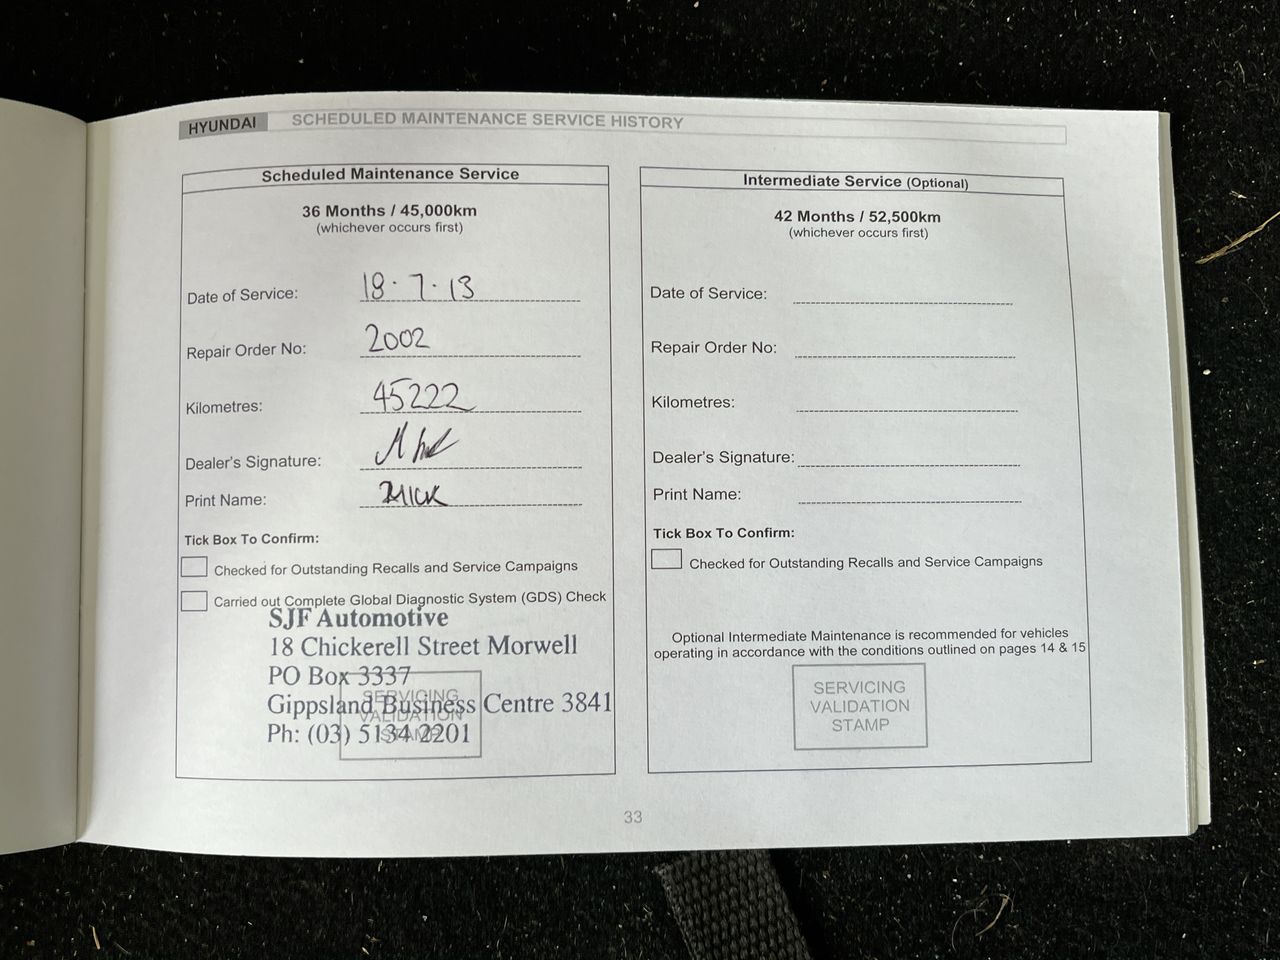 HYUNDAI SCHEDULED MAINTENANCE SERVICE HISTORY
Scheduled Maintenance Service
36 Months / 45,000km
(whichever occurs first)
Date of Service: 18·7·13
Repair Order No: 2002
Kilometres: 45222
Dealer's Signature:
Print Name: MICK
Tick Box To Confirm:
Checked for Outstanding Recalls and Service Campaigns
Carried out Complete Global Diagnostic System (GDS) Check
SJF Automotive
18 Chickerell Street Morwell
PO Box 3337
Gippsland Business Centre 3841
Ph: (03) 5134 2201
SERVICING
VALIDATION
STAMP
Intermediate Service (Optional)
42 Months / 52,500km
(whichever occurs first)
Date of Service:
Repair Order No:
Kilometres:
Dealer's Signature:
Print Name:
Tick Box To Confirm:
Checked for Outstanding Recalls and Service Campaigns
Optional Intermediate Maintenance is recommended for vehicles
operating in accordance with the conditions outlined on pages 14 & 15
SERVICING
VALIDATION
STAMP
33